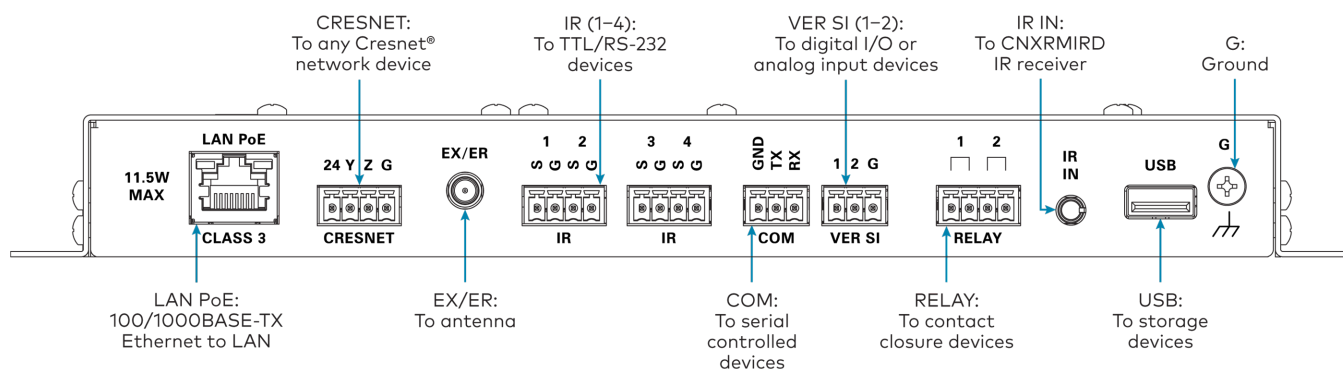 CRESNET:
To any Cresnet®
network device
IR (1–4):
To TTL/RS-232
devices
VER SI (1–2):
To digital I/O or
analog input devices
IR IN:
To CNXRMIRD
IR receiver
G:
Ground
11.5W
MAX
LAN PoE
CLASS 3
24 Y Z G
CRESNET
EX/ER
1 2
S G S G
IR
3 4
S G S G
IR
GND TX RX
COM
1 2 G
VER SI
1 2
RELAY
IR
IN
USB
G
LAN PoE:
100/1000BASE-TX
Ethernet to LAN
EX/ER:
To antenna
COM:
To serial
controlled
devices
RELAY:
To contact
closure devices
USB:
To storage
devices